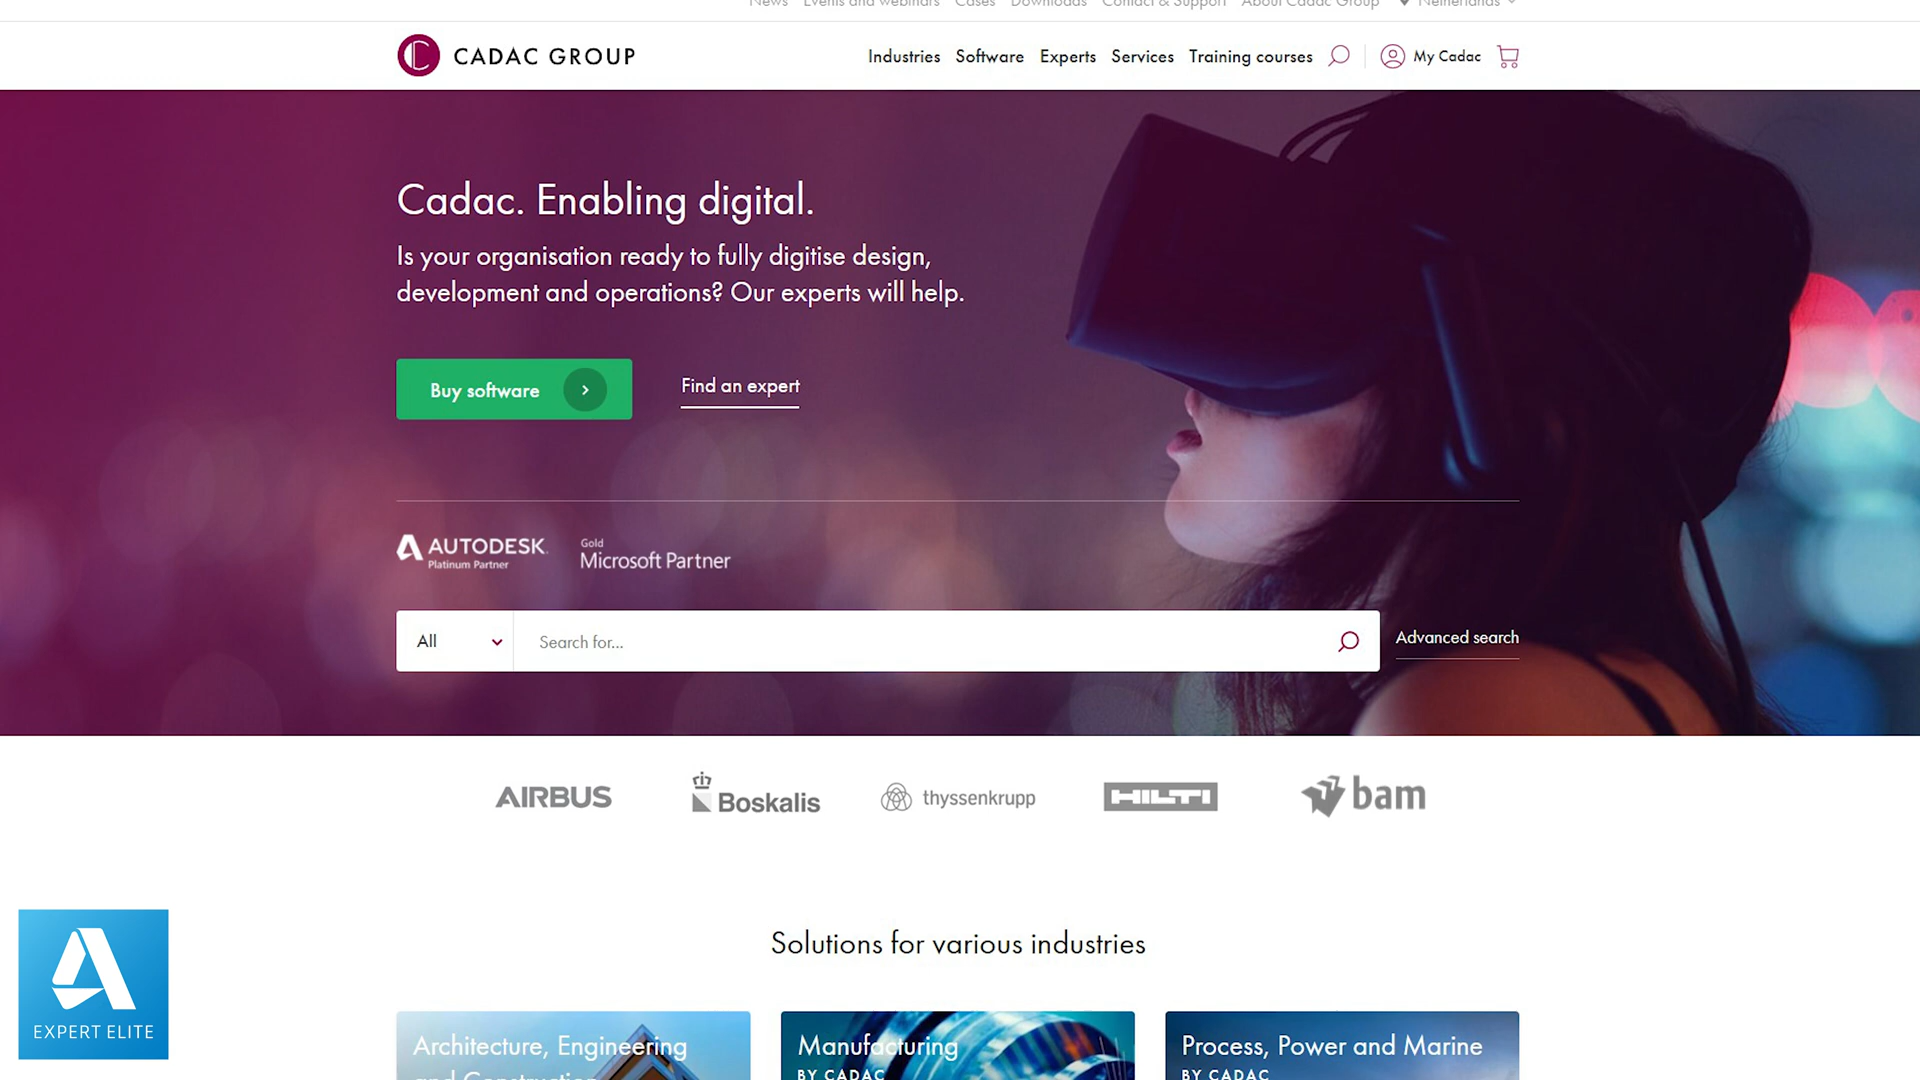 News Events and webinars Cases Downloads Contact & Support About Cadac Group Netherlands
CADAC GROUP
Industries Software Experts Services Training courses My Cadac
Cadac. Enabling digital.
Is your organisation ready to fully digitise design,
development and operations? Our experts will help.
Buy software
Find an expert
AUTODESK
Platinum Partner
Gold
Microsoft Partner
All
Search for...
Advanced search
AIRBUS
Boskalis
thyssenkrupp
HILTI
bam
Solutions for various industries
Architecture, Engineering
and Construction
Manufacturing
BY CADAC
Process, Power and Marine
BY CADAC
EXPERT ELITE